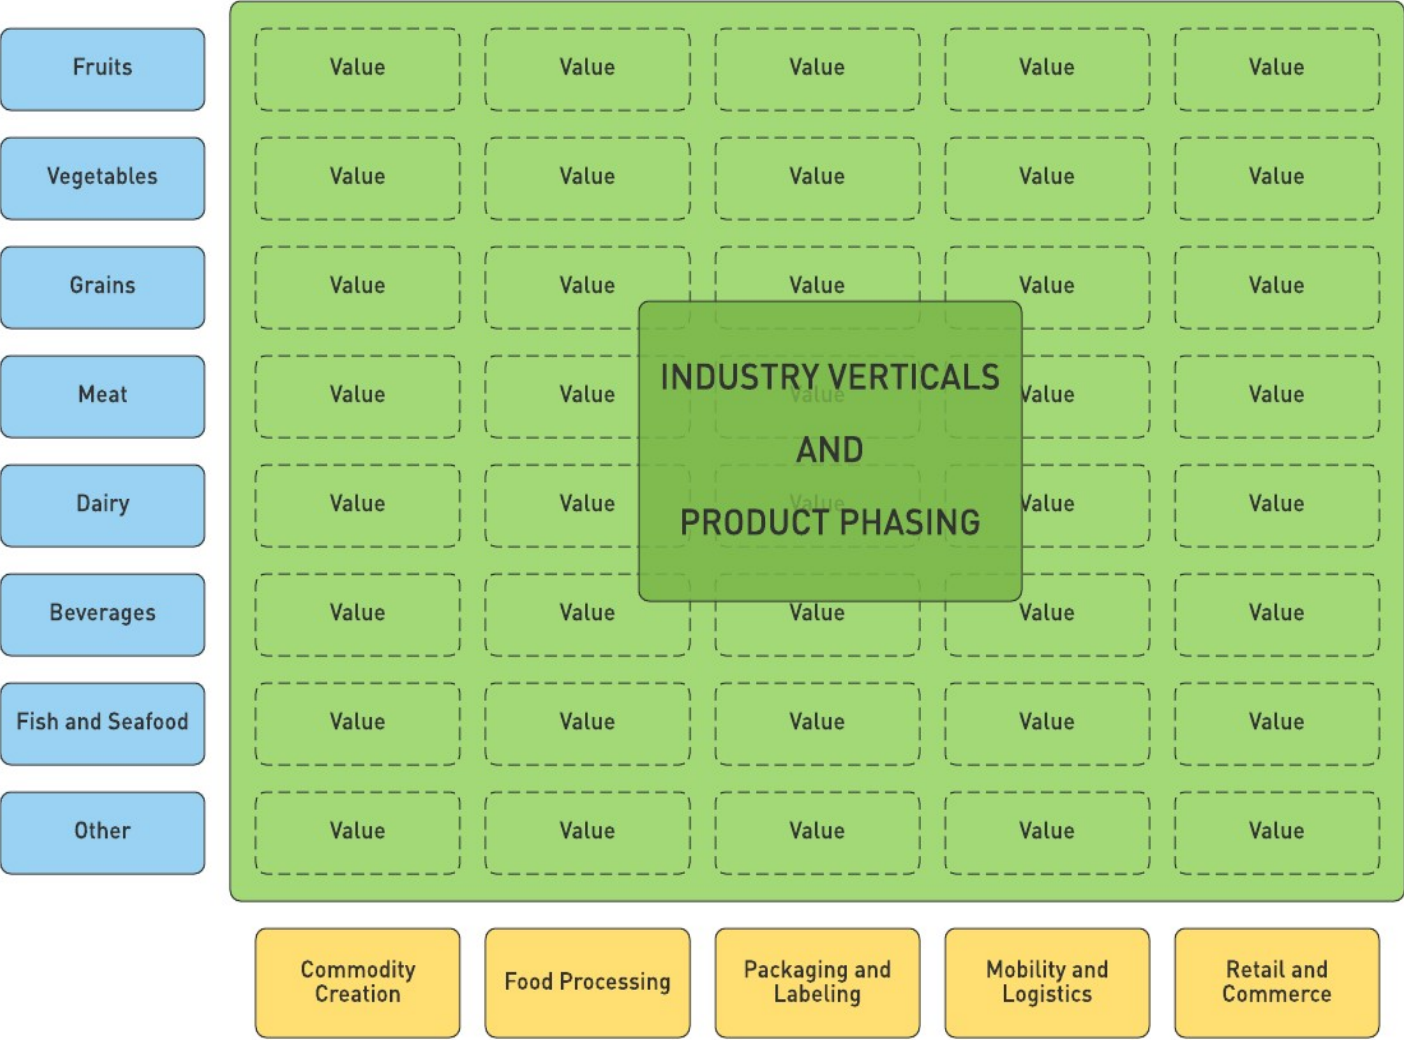 Fruits Value Value Value Value Value
Vegetables Value Value Value Value Value
Grains Value Value Value Value Value
Meat Value Value Value Value Value
INDUSTRY VERTICALS
AND
Dairy Value Value Value Value Value
PRODUCT PHASING
Beverages Value Value Value Value Value
Fish and Seafood Value Value Value Value Value
Other Value Value Value Value Value
Commodity
Creation
Food Processing
Packaging and
Labeling
Mobility and
Logistics
Retail and
Commerce